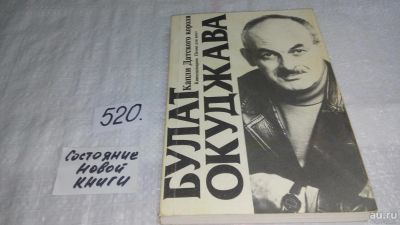 520.
Состояние
новой
книги
БУЛАТ
ОКУДЖАВА
Капли Датского короля
au.ru